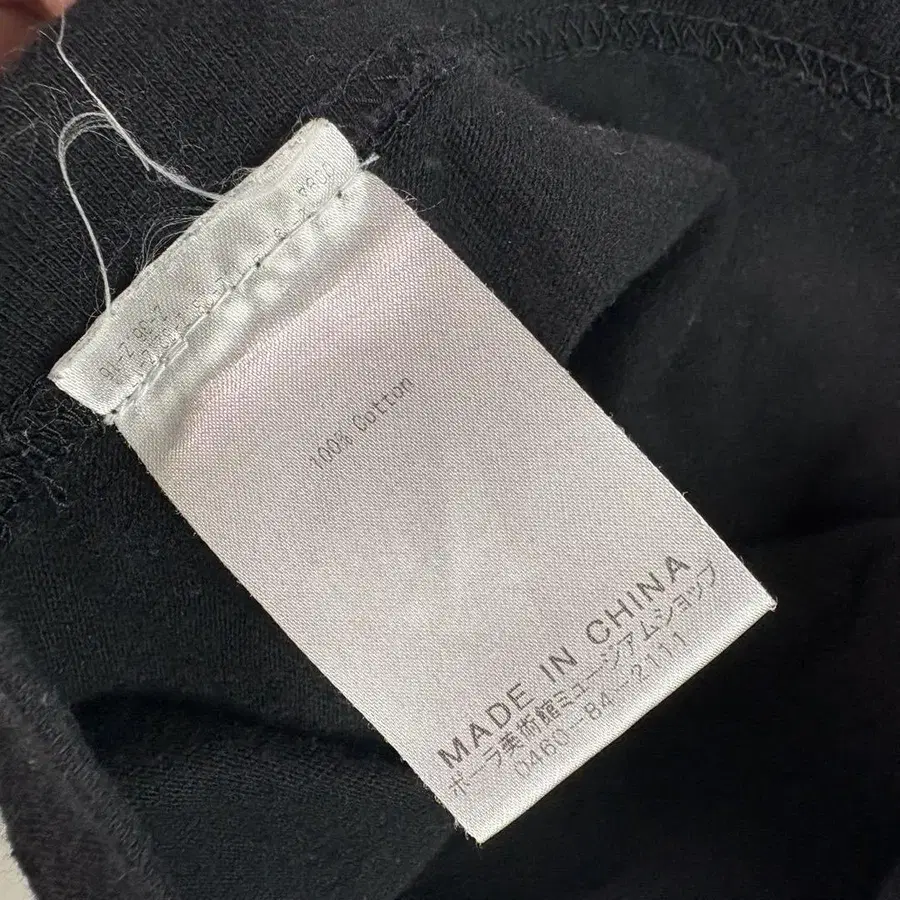 100% Cotton
MADE IN CHINA
ポーラ美術館ミュージアムショップ
0460-84-2111